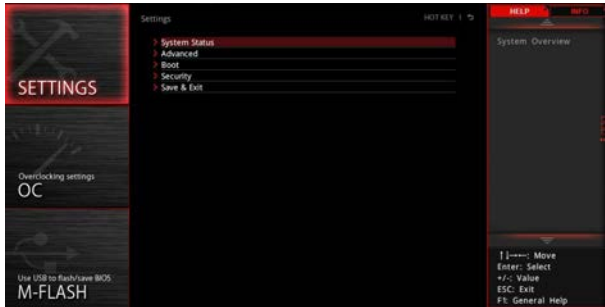 Settings
HOT KEY | ⮌
HELP
INFO
> System Status
> Advanced
> Boot
> Security
> Save & Exit
System Overview
SETTINGS
Overclocking settings
OC
Use USB to flash/save BIOS
M-FLASH
↑↓←→: Move
Enter: Select
+/-: Value
ESC: Exit
F1: General Help